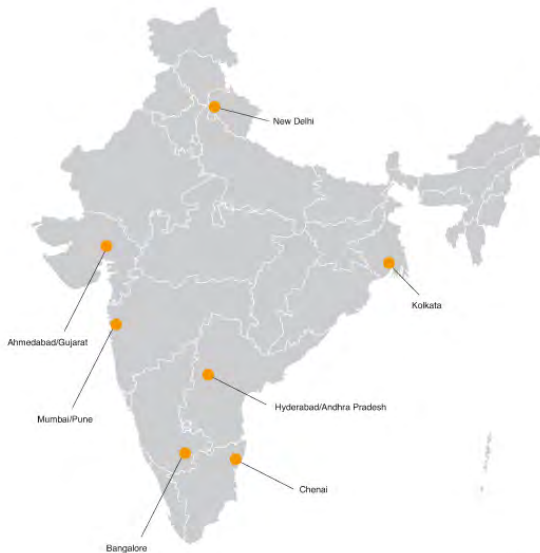 New Delhi
Kolkata
Ahmedabad/Gujarat
Hyderabad/Andhra Pradesh
Mumbai/Pune
Chenai
Bangalore